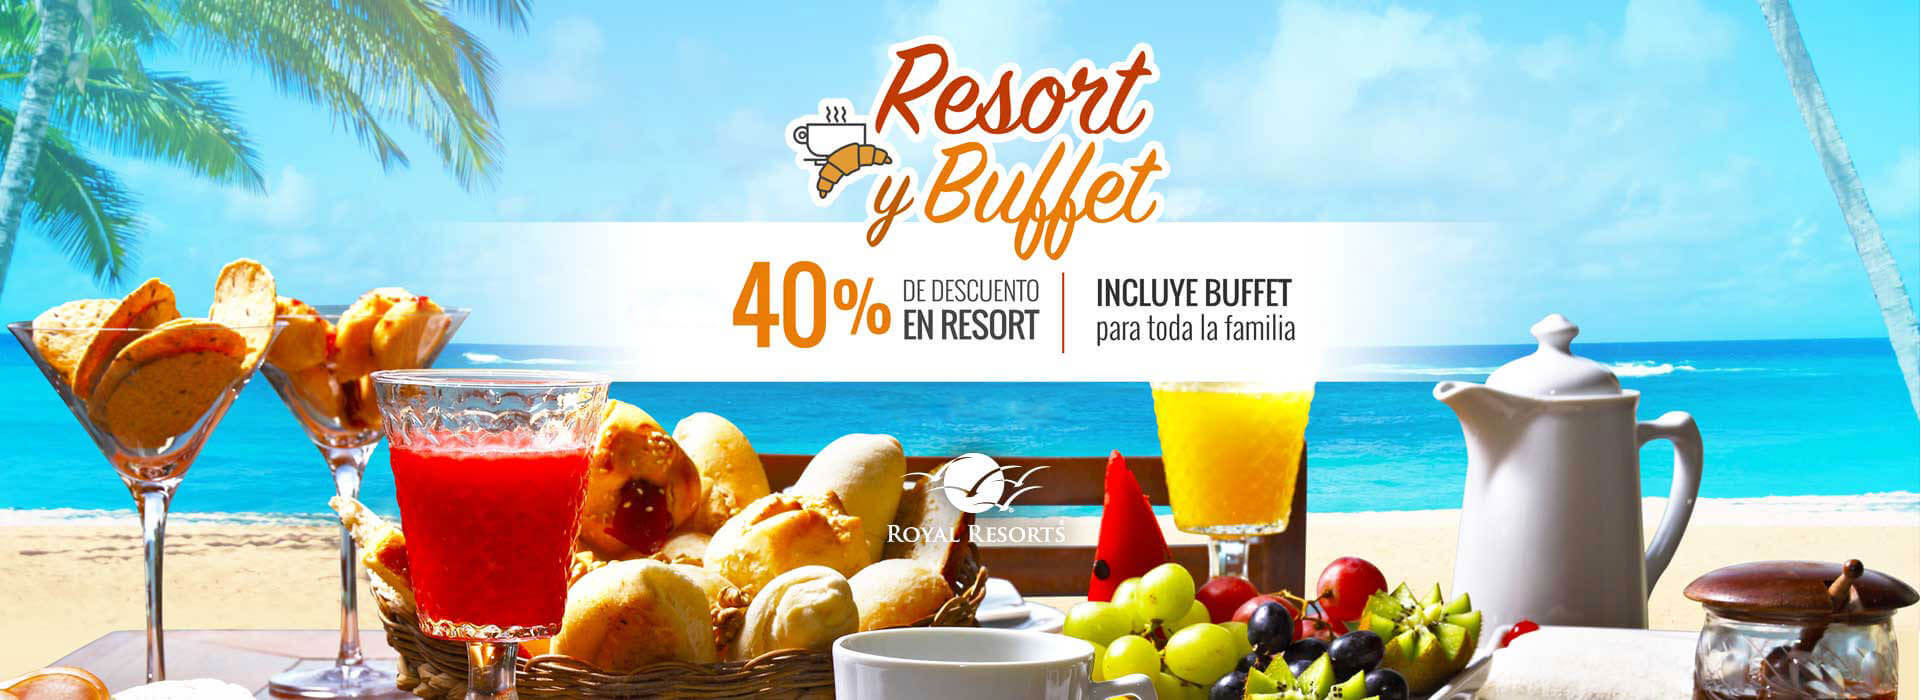 Resort
y Buffet
40% DE DESCUENTO
EN RESORT
INCLUYE BUFFET
para toda la familia
ROYAL RESORTS